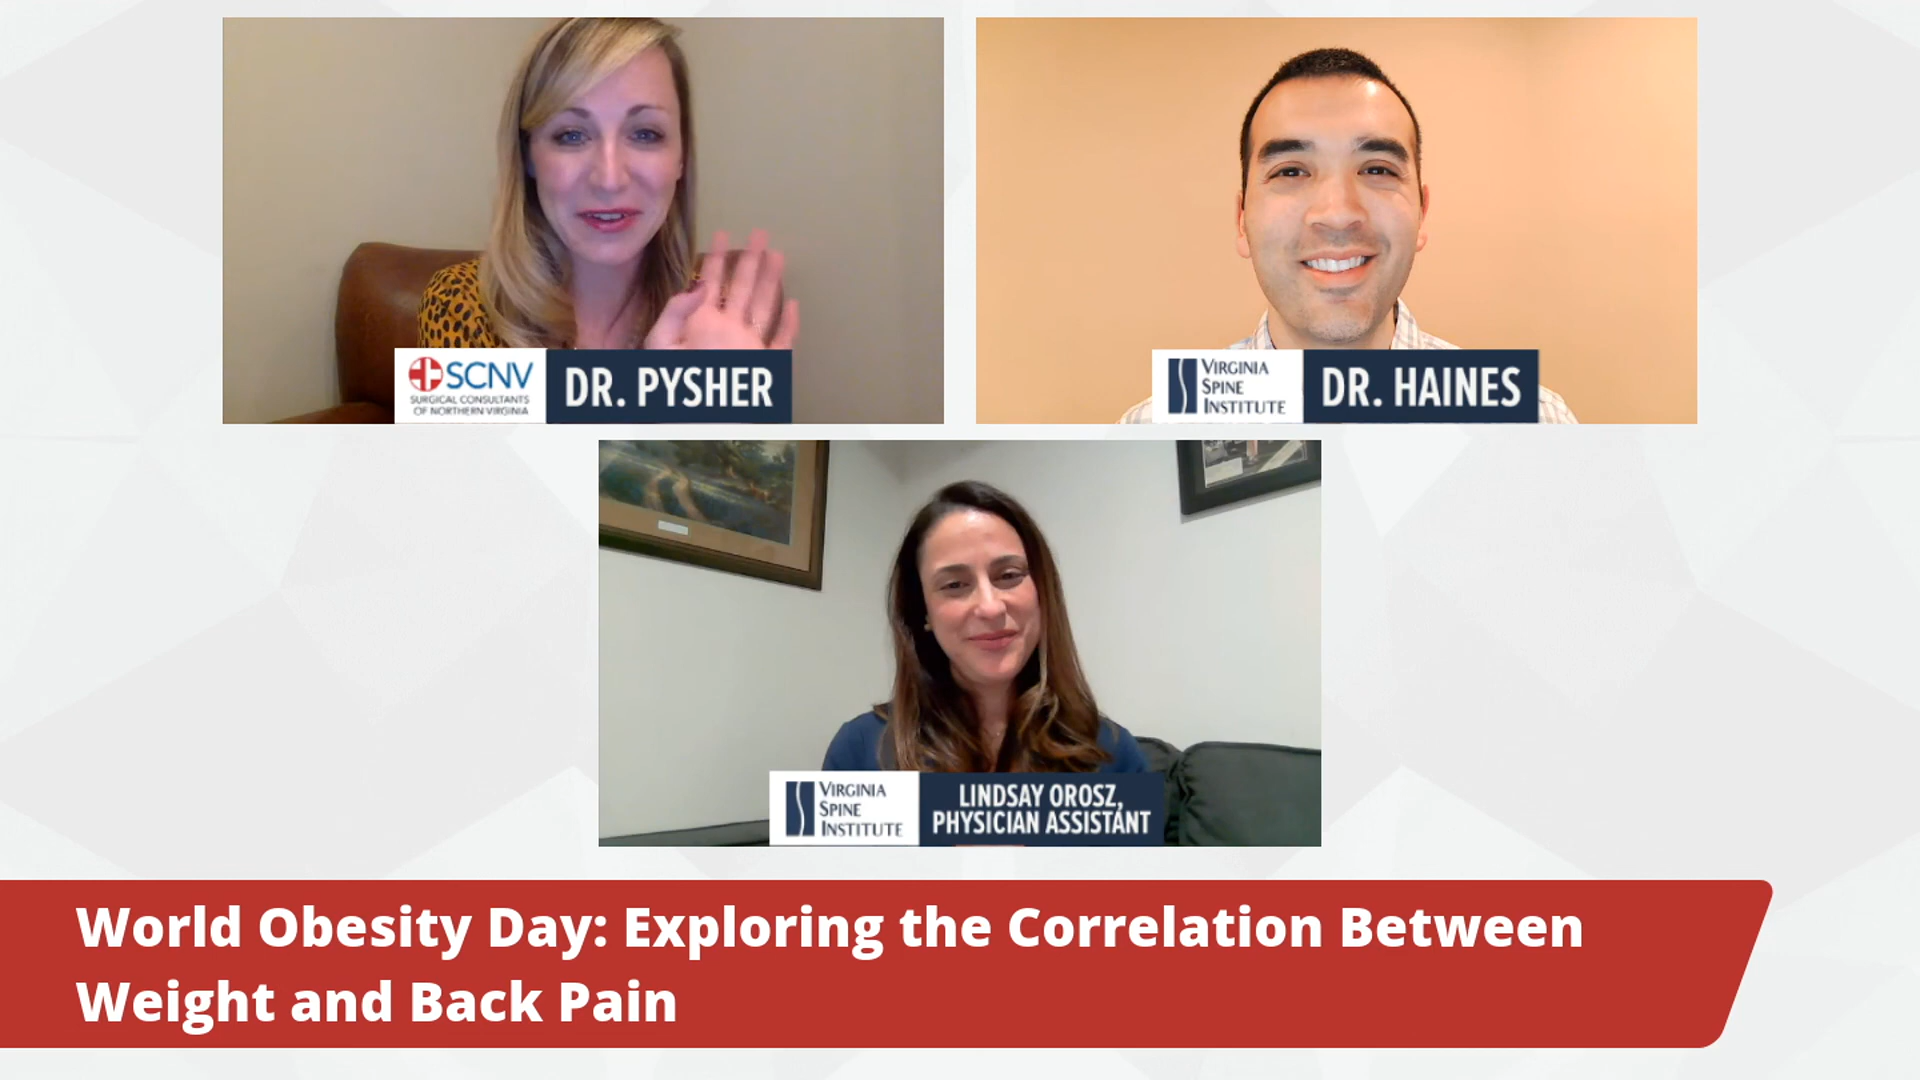 SCNV
SURGICAL CONSULTANTS
OF NORTHERN VIRGINIA
DR. PYSHER
VIRGINIA
SPINE
INSTITUTE
DR. HAINES
VIRGINIA
SPINE
INSTITUTE
LINDSAY OROSZ,
PHYSICIAN ASSISTANT
World Obesity Day: Exploring the Correlation Between
Weight and Back Pain